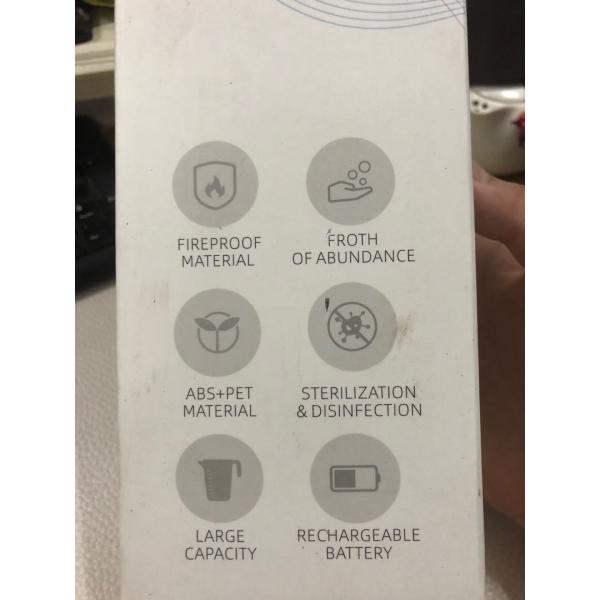 FIREPROOF
MATERIAL
FROTH
OF ABUNDANCE
ABS+PET
MATERIAL
STERILIZATION
& DISINFECTION
LARGE
CAPACITY
RECHARGEABLE
BATTERY